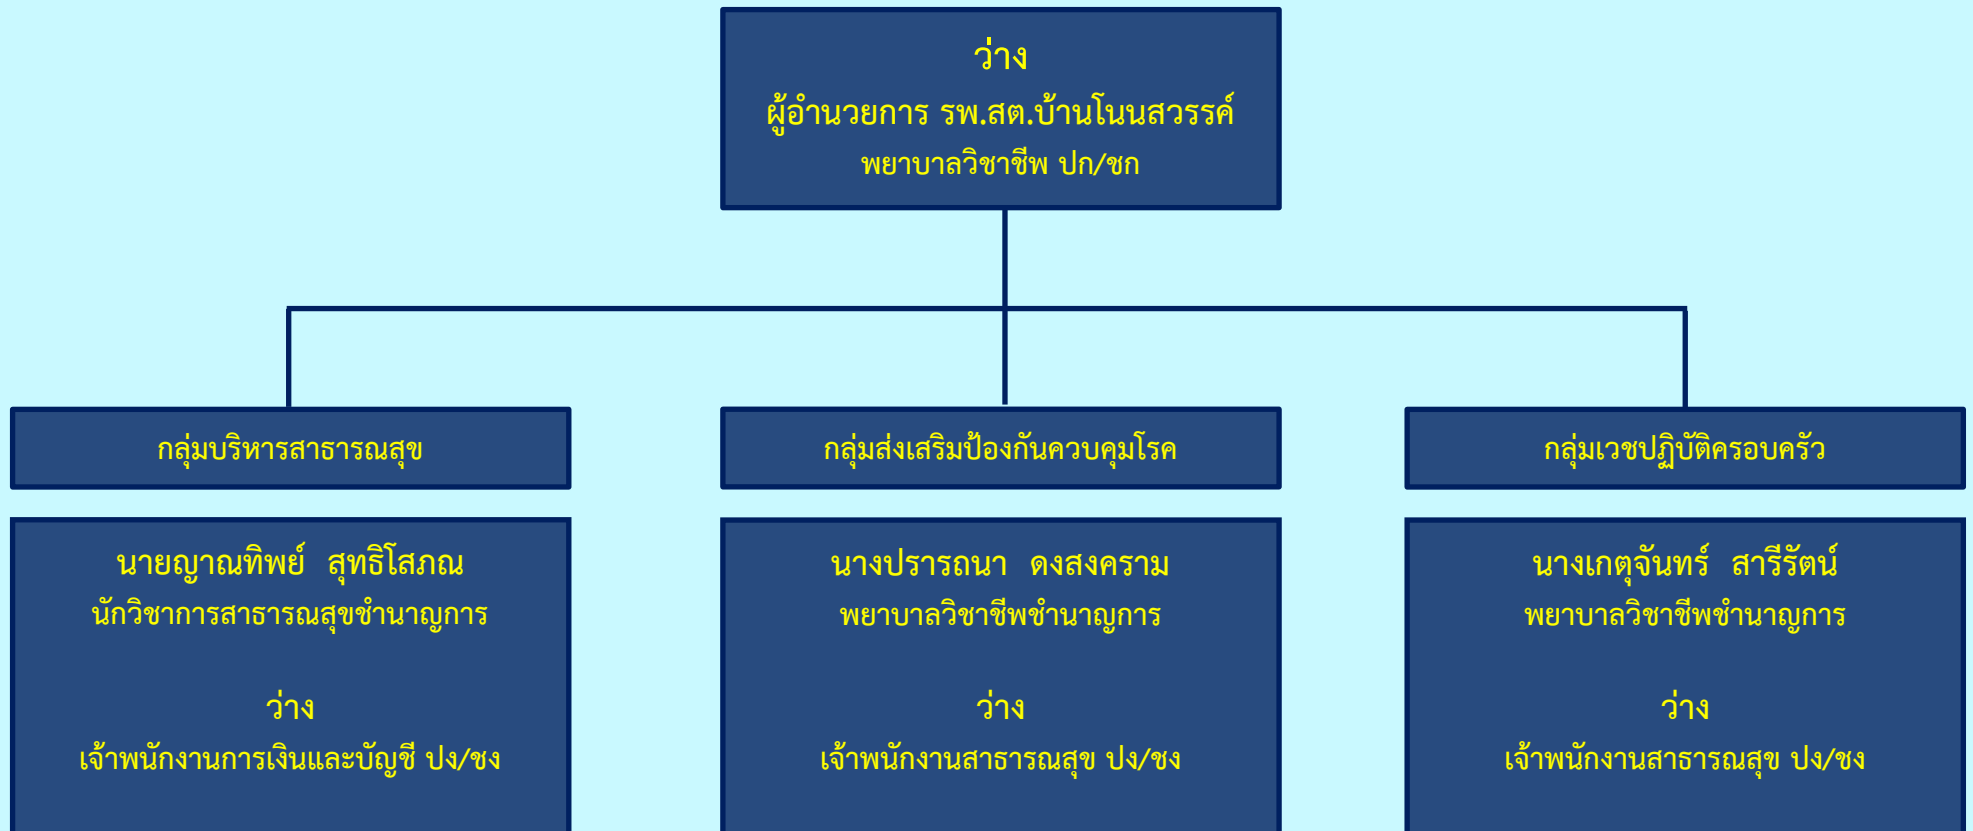 ว่าง
ผู้อำนวยการ รพ.สต.บ้านโนนสวรรค์
พยาบาลวิชาชีพ ปก/ชก
กลุ่มบริหารสาธารณสุข
นายญาณทิพย์ สุทธิโสภณ
นักวิชาการสาธารณสุขชำนาญการ
ว่าง
เจ้าพนักงานการเงินและบัญชี ปง/ชง
กลุ่มส่งเสริมป้องกันควบคุมโรค
นางปรารถนา ดงสงคราม
พยาบาลวิชาชีพชำนาญการ
ว่าง
เจ้าพนักงานสาธารณสุข ปง/ชง
กลุ่มเวชปฏิบัติครอบครัว
นางเกตุจันทร์ สารีรัตน์
พยาบาลวิชาชีพชำนาญการ
ว่าง
เจ้าพนักงานสาธารณสุข ปง/ชง